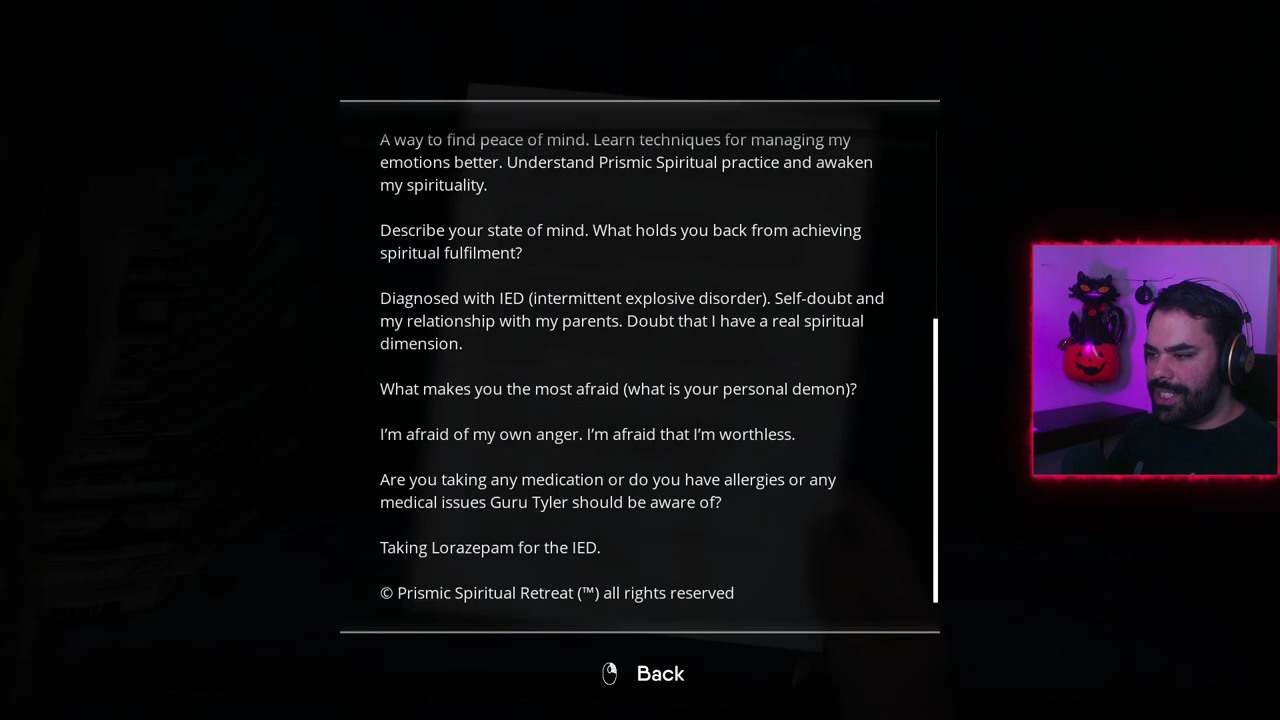 A way to find peace of mind. Learn techniques for managing my
emotions better. Understand Prismic Spiritual practice and awaken
my spirituality.
Describe your state of mind. What holds you back from achieving
spiritual fulfilment?
Diagnosed with IED (intermittent explosive disorder). Self-doubt and
my relationship with my parents. Doubt that I have a real spiritual
dimension.
What makes you the most afraid (what is your personal demon)?
I’m afraid of my own anger. I’m afraid that I’m worthless.
Are you taking any medication or do you have allergies or any
medical issues Guru Tyler should be aware of?
Taking Lorazepam for the IED.
© Prismic Spiritual Retreat (™) all rights reserved
Back